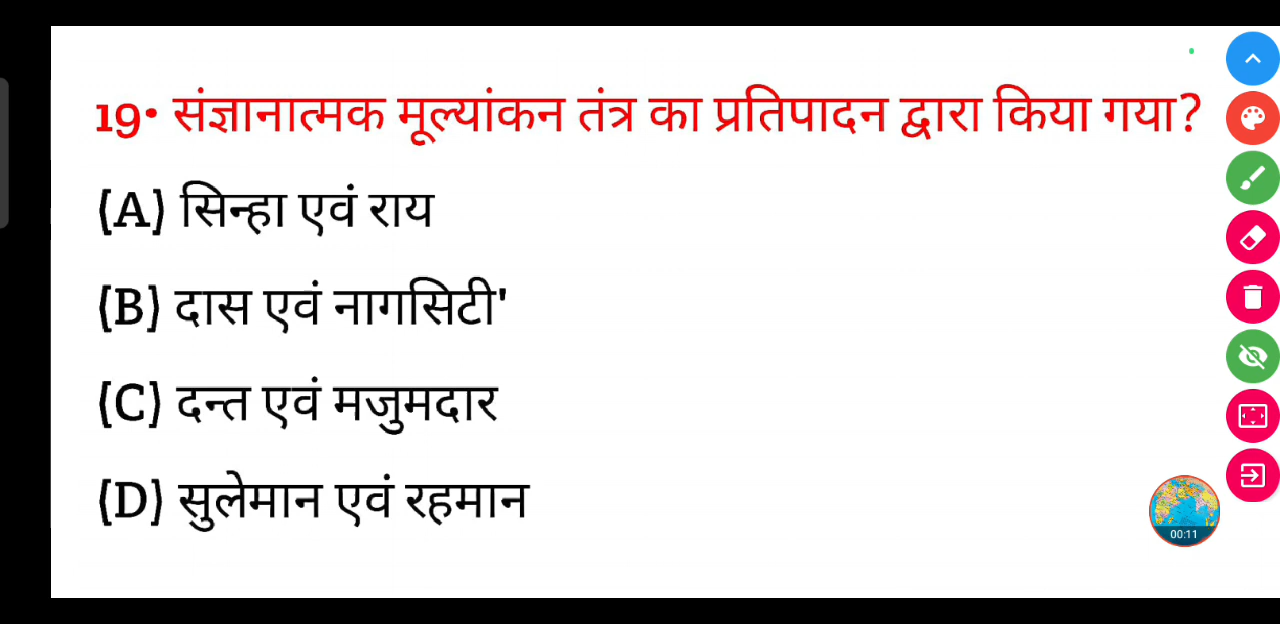 19• संज्ञानात्मक मूल्यांकन तंत्र का प्रतिपादन द्वारा किया गया?
(A) सिन्हा एवं राय
(B) दास एवं नागसिटी'
(C) दन्त एवं मजुमदार
(D) सुलेमान एवं रहमान
00:11